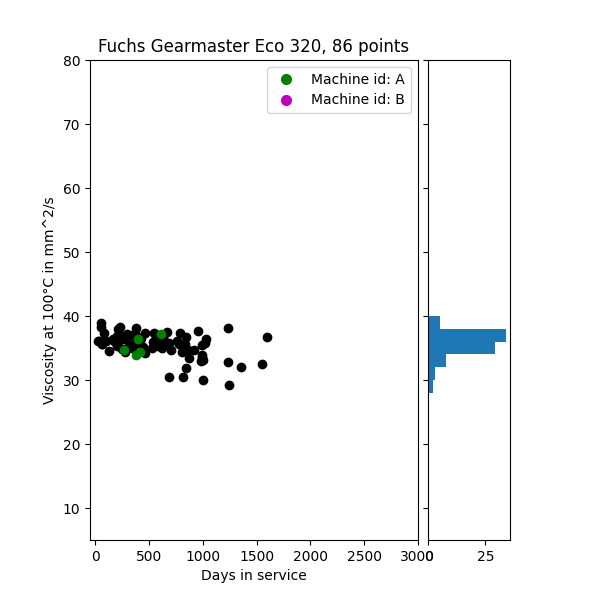 Fuchs Gearmaster Eco 320, 86 points
Machine id: A
Machine id: B
Viscosity at 100°C in mm^2/s
80
70
60
50
40
30
20
10
0 500 1000 1500 2000 2500 3000
0 25
Days in service